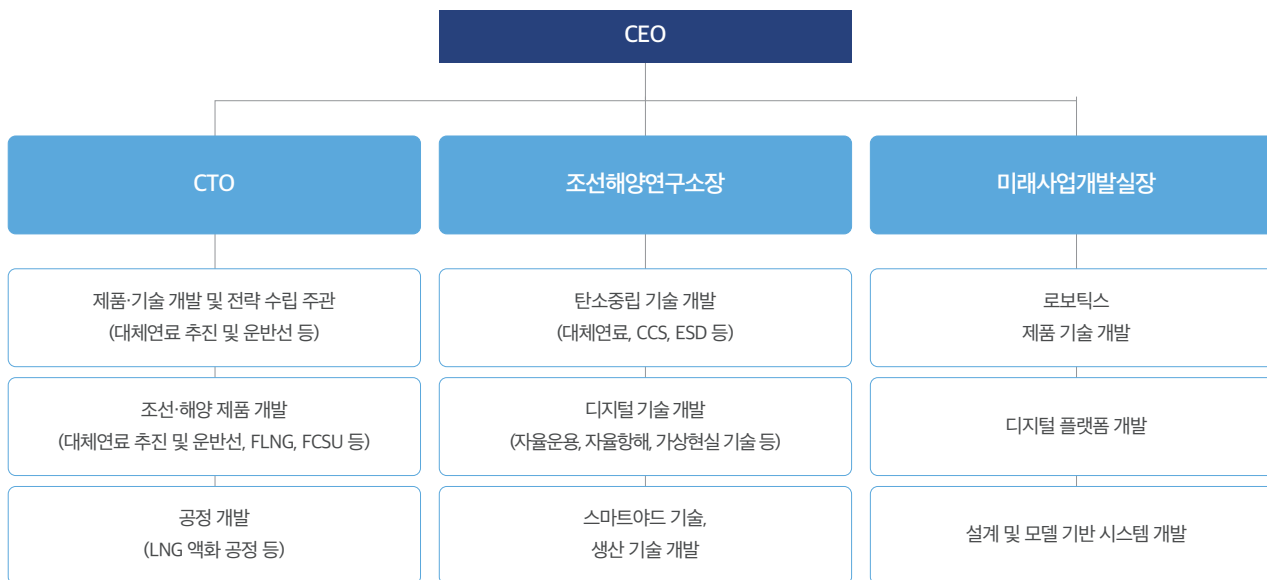 CEO
CTO
조선해양연구소장
미래사업개발실장
제품·기술 개발 및 전략 수립 주관
(대체연료 추진 및 운반선 등)
탄소중립 기술 개발
(대체연료, CCS, ESD 등)
로보틱스
제품 기술 개발
조선·해양 제품 개발
(대체연료 추진 및 운반선, FLNG, FCSU 등)
디지털 기술 개발
(자율운용, 자율항해, 가상현실 기술 등)
디지털 플랫폼 개발
공정 개발
(LNG 액화 공정 등)
스마트야드 기술,
생산 기술 개발
설계 및 모델 기반 시스템 개발